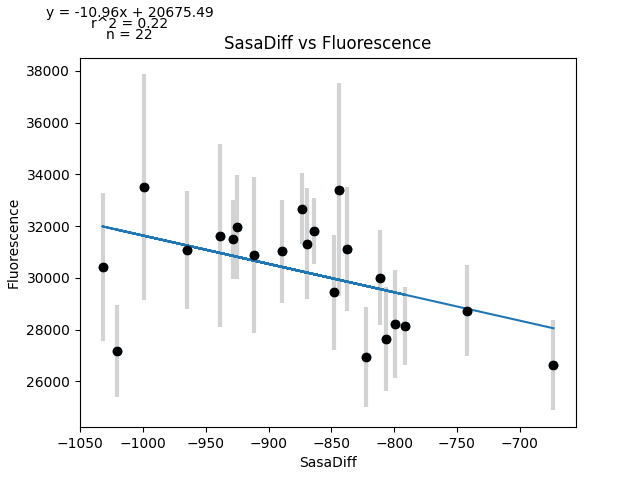 y = -10.96x + 20675.49
r^2 = 0.22
n = 22
SasaDiff vs Fluorescence
38000
36000
34000
32000
30000
28000
26000
Fluorescence
−1050 −1000 −950 −900 −850 −800 −750 −700
SasaDiff